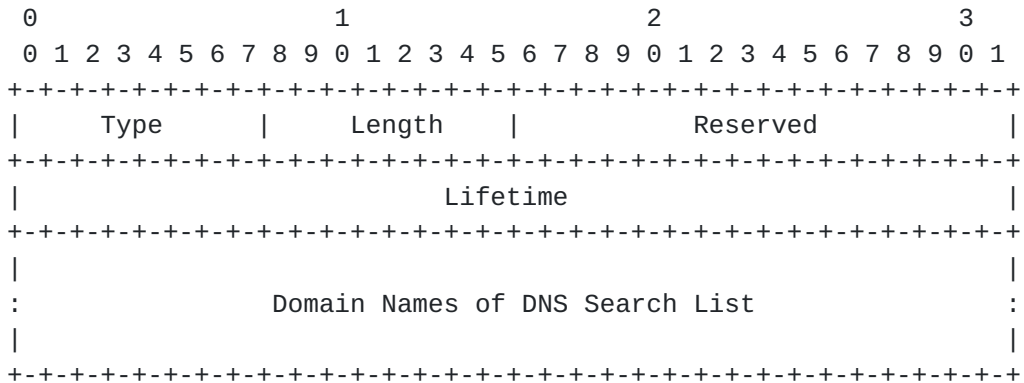 0                   1                   2                   3
 0 1 2 3 4 5 6 7 8 9 0 1 2 3 4 5 6 7 8 9 0 1 2 3 4 5 6 7 8 9 0 1
+-+-+-+-+-+-+-+-+-+-+-+-+-+-+-+-+-+-+-+-+-+-+-+-+-+-+-+-+-+-+-+-+
|     Type      |     Length    |           Reserved            |
+-+-+-+-+-+-+-+-+-+-+-+-+-+-+-+-+-+-+-+-+-+-+-+-+-+-+-+-+-+-+-+-+
|                           Lifetime                            |
+-+-+-+-+-+-+-+-+-+-+-+-+-+-+-+-+-+-+-+-+-+-+-+-+-+-+-+-+-+-+-+-+
|                                                               |
:                Domain Names of DNS Search List                :
|                                                               |
+-+-+-+-+-+-+-+-+-+-+-+-+-+-+-+-+-+-+-+-+-+-+-+-+-+-+-+-+-+-+-+-+